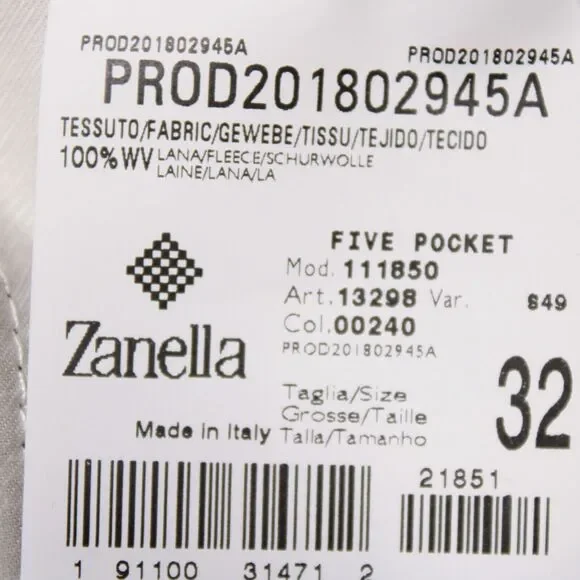 PROD201802945A PROD201802945A
PROD201802945A
TESSUTO/FABRIC/GEWEBE/TISSU/TEJIDO/TECIDO
100%WV LANA/FLEECE/SCHURWOLLE
LAINE/LANA/LA
FIVE POCKET
Mod. 111850
Art. 13298 Var. 849
Col. 00240
PROD201802945A
Zanella
Taglia/Size
Grosse/Taille
Talla/Tamanho
32
Made in Italy
21851
1 91100 31471 2